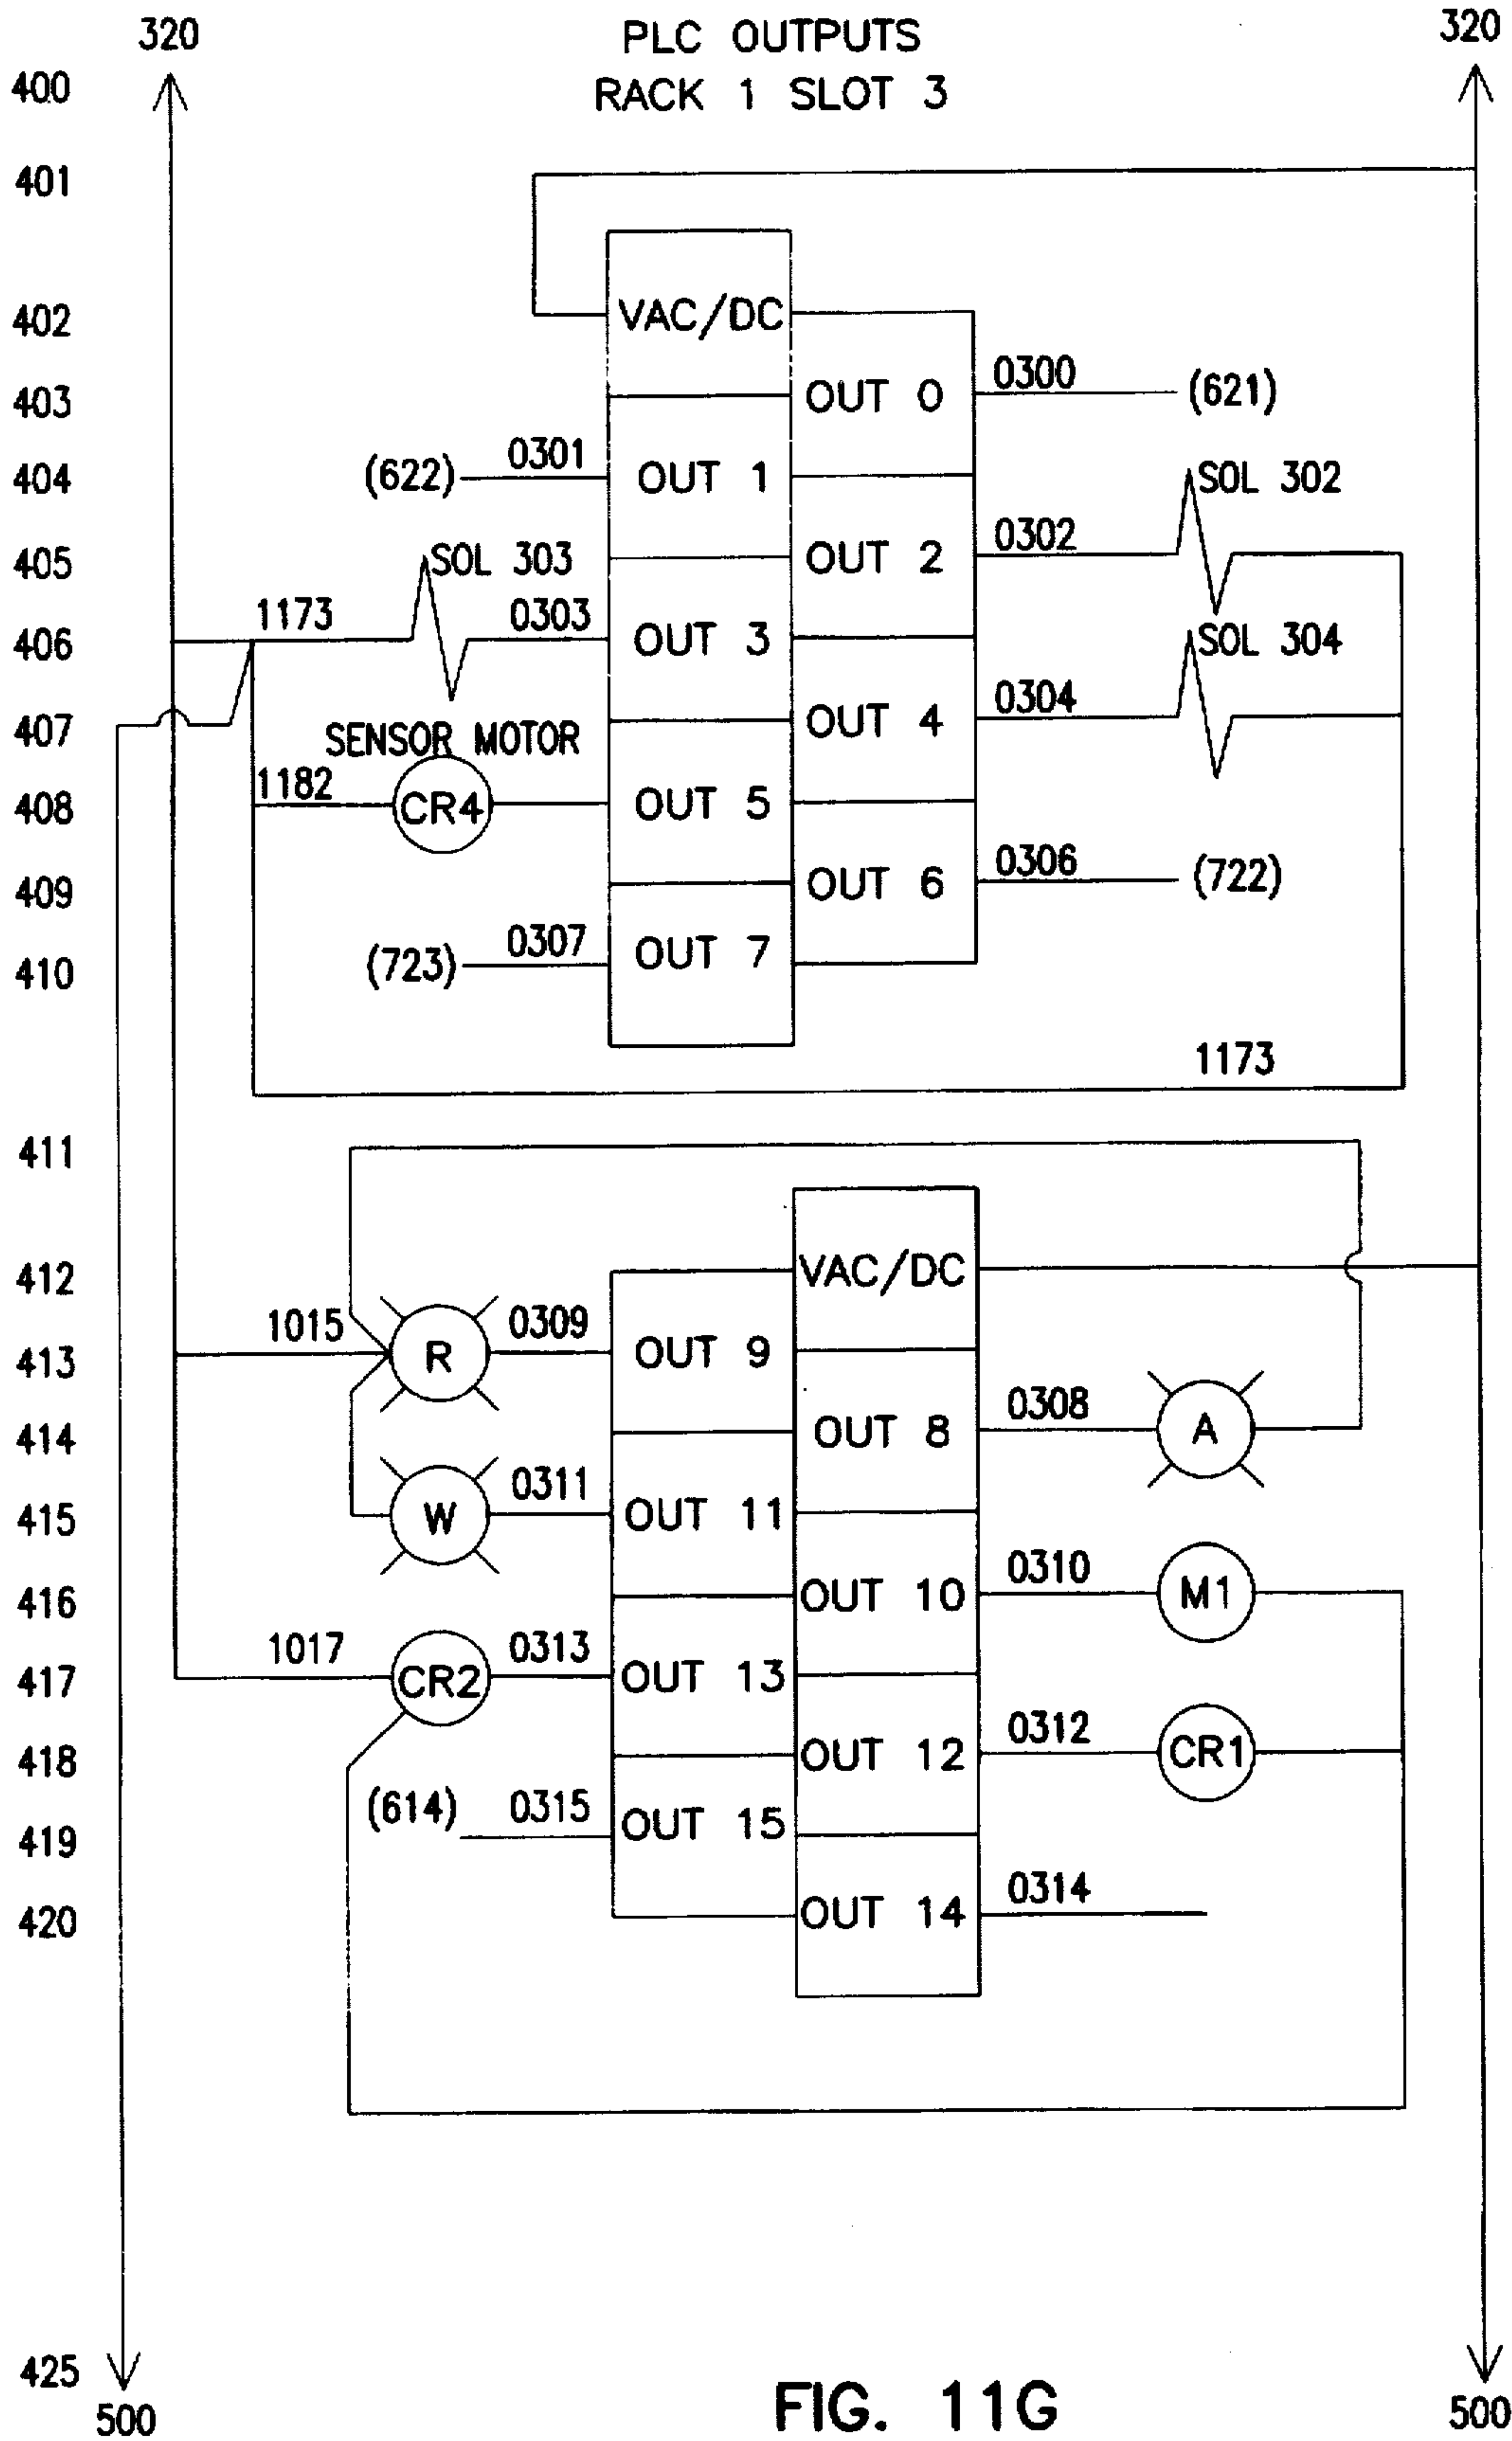 320 PLC OUTPUTS 320
400 RACK 1 SLOT 3
401
402 VAC/DC
403 OUT 0 0300 (621)
404 (622) 0301 OUT 1 SOL 302
405 SOL 303 OUT 2 0302
406 1173 0303 OUT 3 SOL 304
407 SENSOR MOTOR OUT 4 0304
408 1182 CR4 OUT 5
409 OUT 6 0306 (722)
410 (723) 0307 OUT 7
1173
411
412 VAC/DC
413 1015 R 0309 OUT 9
414 OUT 8 0308 A
415 W 0311 OUT 11
416 OUT 10 0310 M1
417 1017 CR2 0313 OUT 13
418 OUT 12 0312 CR1
419 (614) 0315 OUT 15
420 OUT 14 0314
425
500 FIG. 11G 500